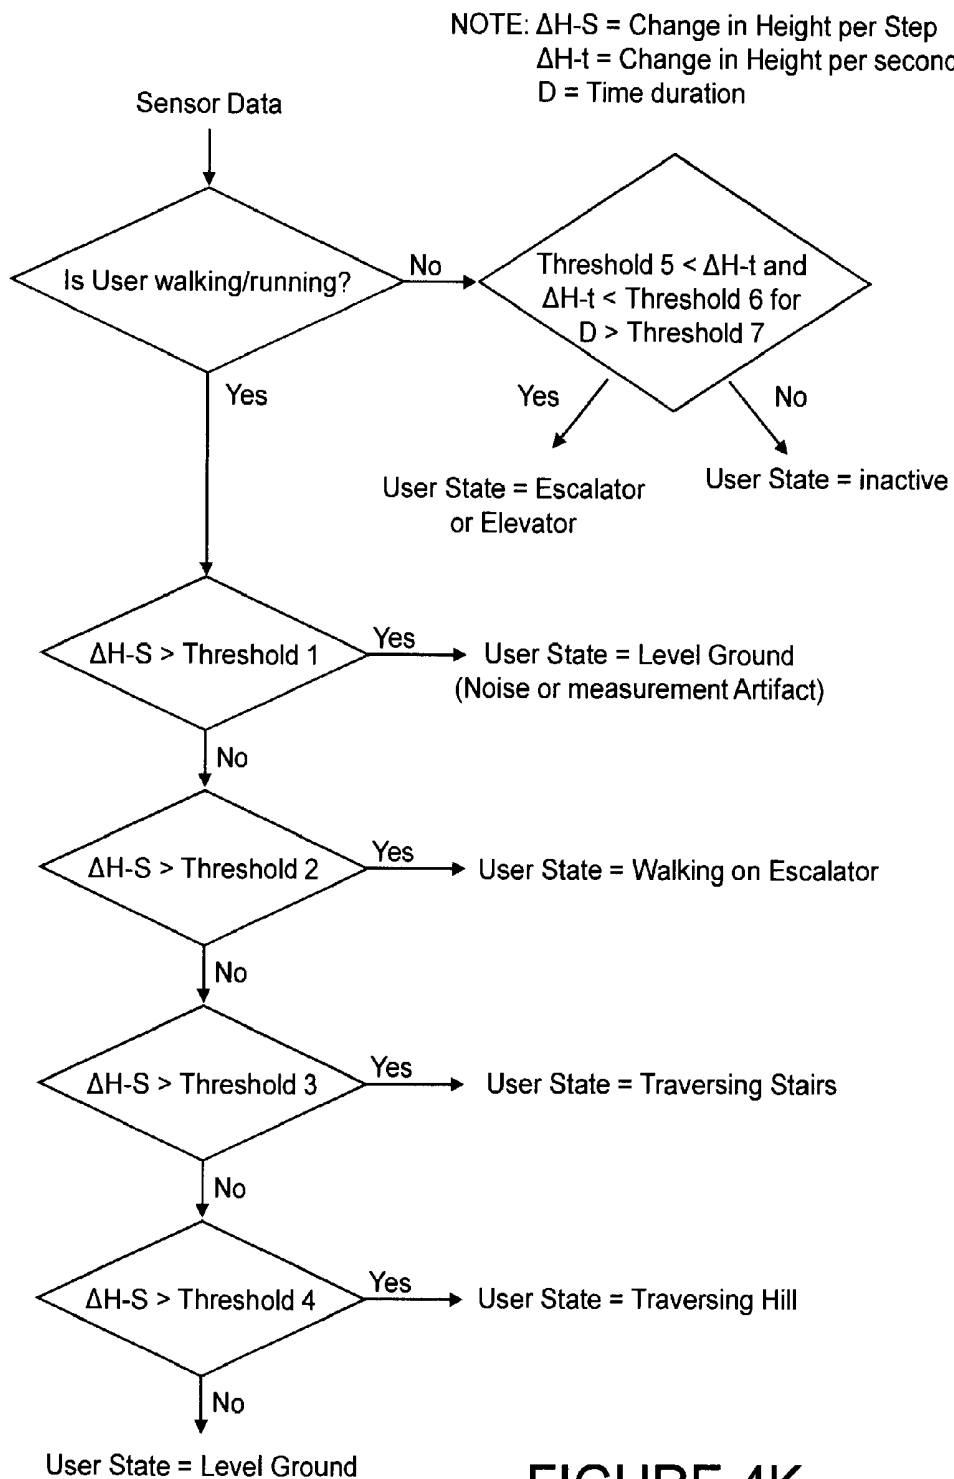 NOTE: ΔH-S = Change in Height per Step
ΔH-t = Change in Height per second
D = Time duration
Sensor Data
Is User walking/running?
No
Threshold 5 < ΔH-t and
ΔH-t < Threshold 6 for
D > Threshold 7
Yes
Yes
No
User State = Escalator
or Elevator
User State = inactive
ΔH-S > Threshold 1
Yes
User State = Level Ground
(Noise or measurement Artifact)
No
ΔH-S > Threshold 2
Yes
User State = Walking on Escalator
No
ΔH-S > Threshold 3
Yes
User State = Traversing Stairs
No
ΔH-S > Threshold 4
Yes
User State = Traversing Hill
No
User State = Level Ground
FIGURE 4K